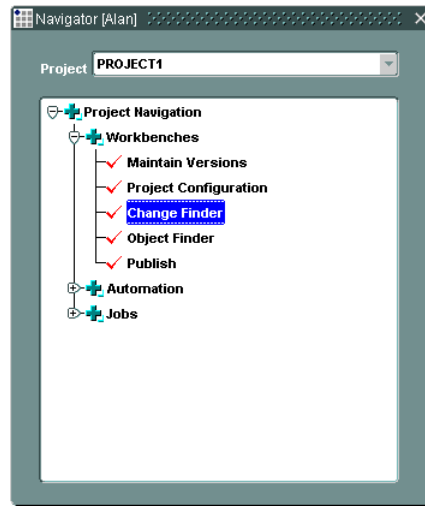 Navigator [Alan]
Project PROJECT1
Project Navigation
Workbenches
Maintain Versions
Project Configuration
Change Finder
Object Finder
Publish
Automation
Jobs